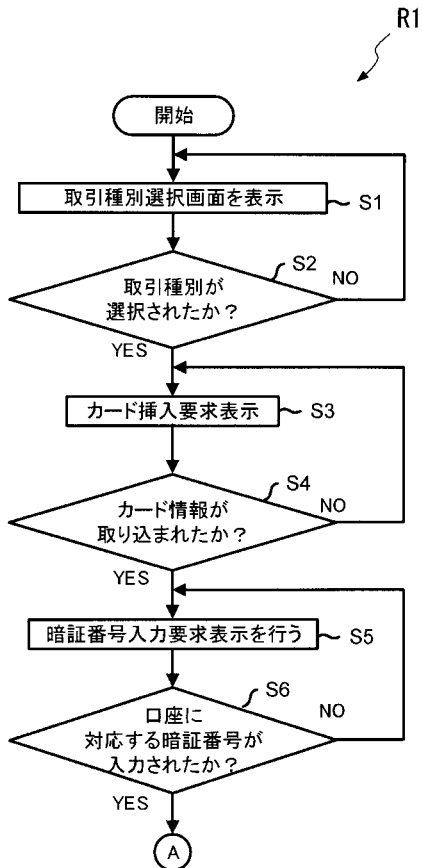 R1
開始
取引種別選択画面を表示
S1
S2
取引種別が
選択されたか？
NO
YES
カード挿入要求表示
S3
S4
カード情報が
取り込まれたか？
NO
YES
暗証番号入力要求表示を行う
S5
S6
口座に
対応する暗証番号が
入力されたか？
NO
YES
A